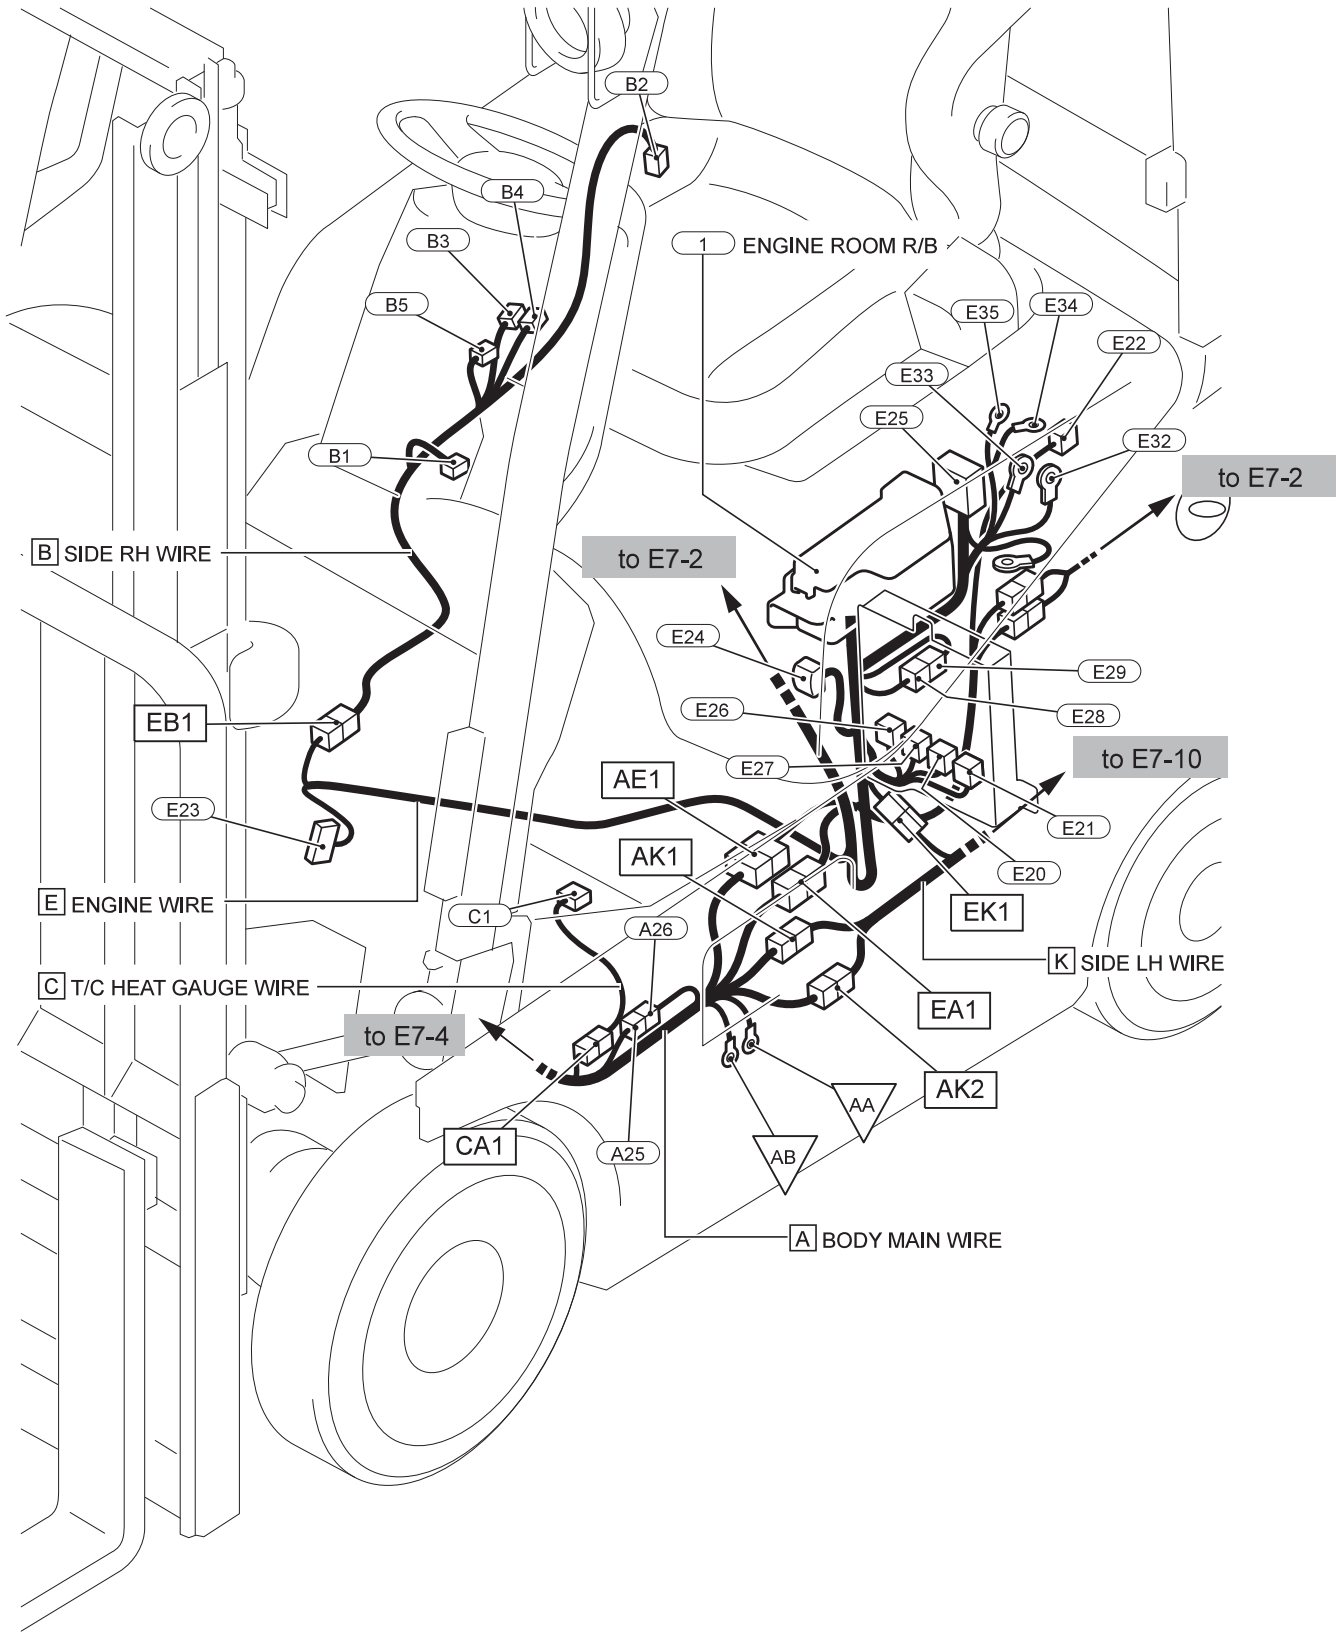 B2
B4
B3
1 ENGINE ROOM R/B
B5
E35
E34
E22
E33
E25
E32
B1
to E7-2
B SIDE RH WIRE
to E7-2
E24
E29
E26
E28
EB1
E27
to E7-10
AE1
E23
E21
AK1
E20
E ENGINE WIRE
C1
EK1
A26
K SIDE LH WIRE
C T/C HEAT GAUGE WIRE
EA1
to E7-4
AK2
AA
CA1
A25
AB
A BODY MAIN WIRE